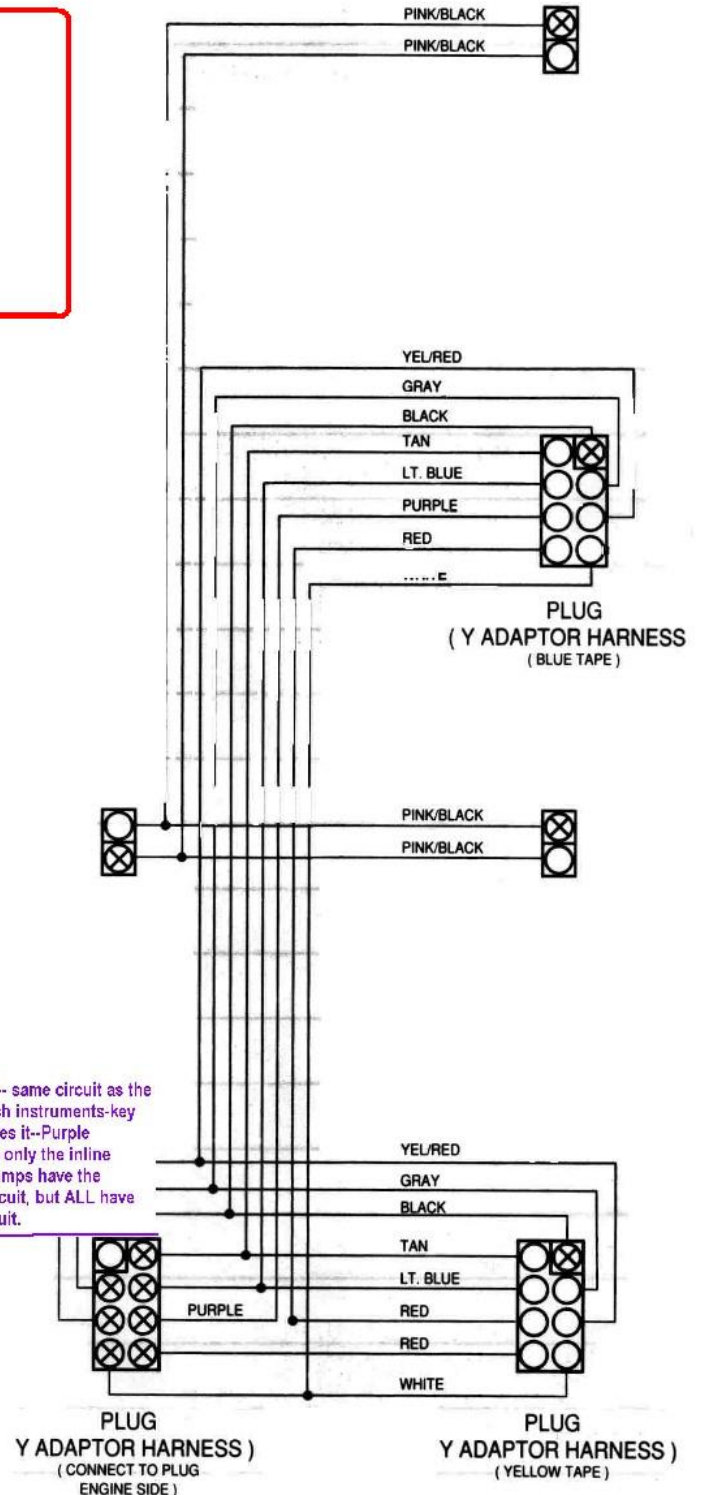 PINK/BLACK
PINK/BLACK
YEL/RED
GRAY
BLACK
TAN
LT. BLUE
PURPLE
RED
PLUG
( Y ADAPTOR HARNESS
( BLUE TAPE )
PINK/BLACK
PINK/BLACK
-- same circuit as the
instruments-key
it--Purple
only the inline
have the
but ALL have
YEL/RED
GRAY
BLACK
TAN
LT. BLUE
PURPLE
RED
RED
WHITE
PLUG
Y ADAPTOR HARNESS )
( CONNECT TO PLUG
ENGINE SIDE )
PLUG
Y ADAPTOR HARNESS )
( YELLOW TAPE )